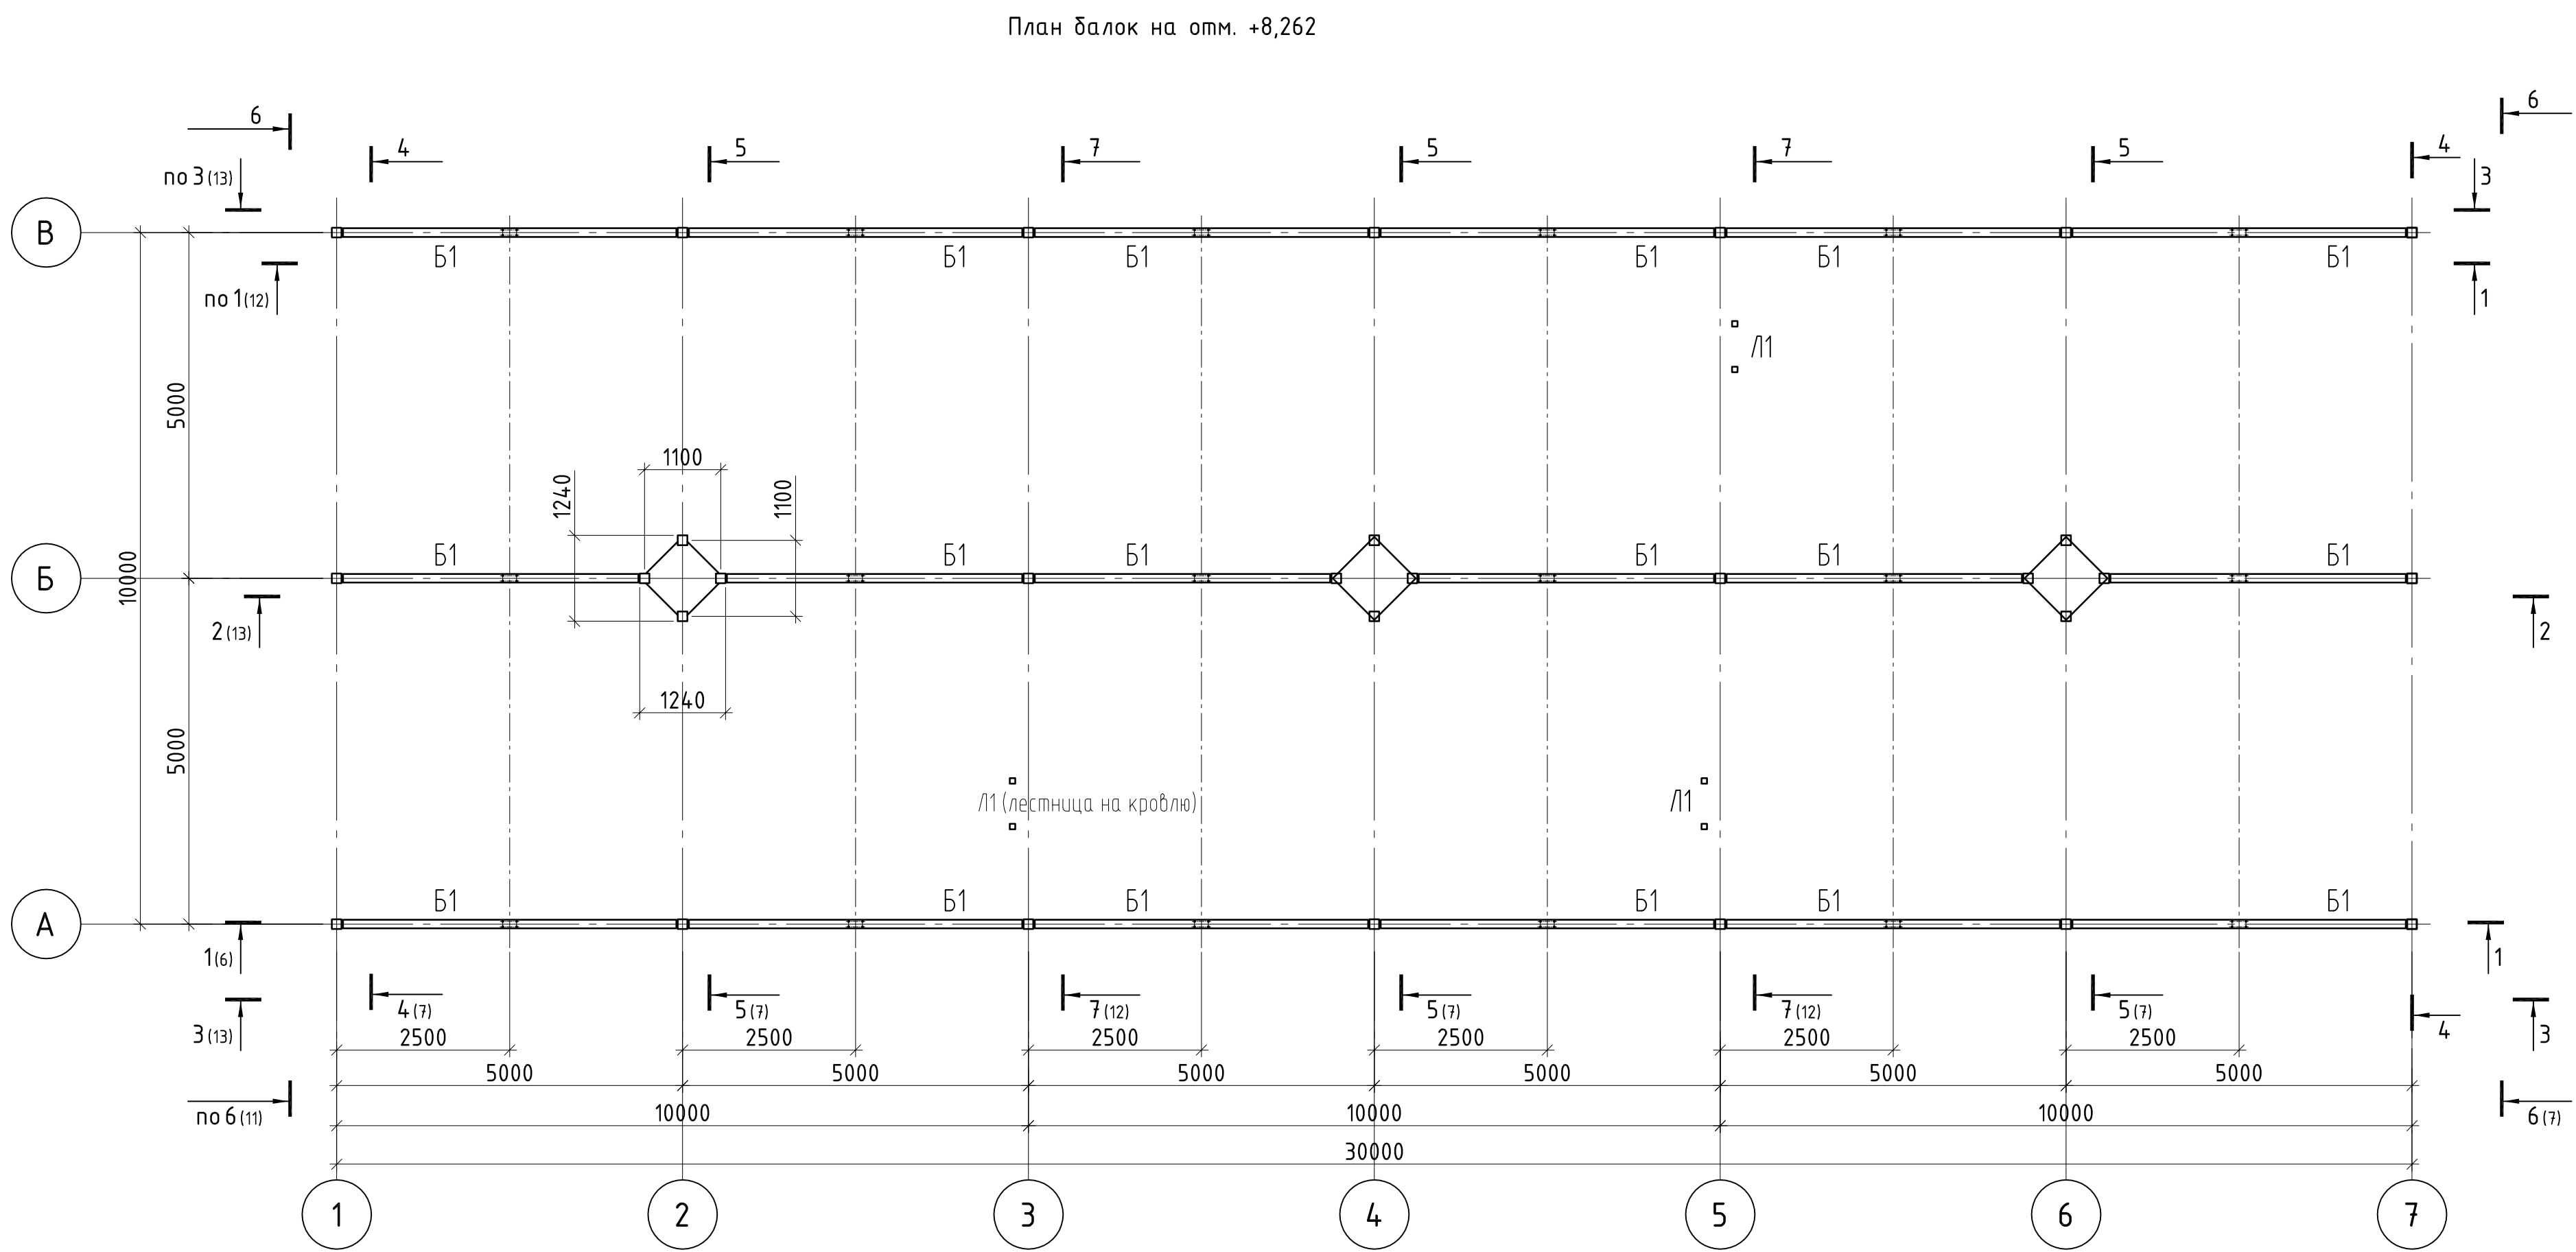 План балок на отм. +8,262
6
6
4
5
7
5
7
5
4
по 3 (13)
3
В
Б1
Б1
Б1
Б1
Б1
Б1
по 1 (12)
1
Л1
5000
1100
1240
1100
10000
Б
Б1
Б1
Б1
Б1
Б1
Б1
2 (13)
2
1240
5000
Л1 (лестница на кровлю)
Л1
А
Б1
Б1
Б1
Б1
Б1
Б1
1(6)
1
4 (7)
5 (7)
7 (12)
5 (7)
7 (12)
5 (7)
4
3 (13)
3
2500
2500
2500
2500
2500
2500
5000
5000
5000
5000
5000
5000
по 6 (11)
6 (7)
10000
10000
10000
30000
1
2
3
4
5
6
7